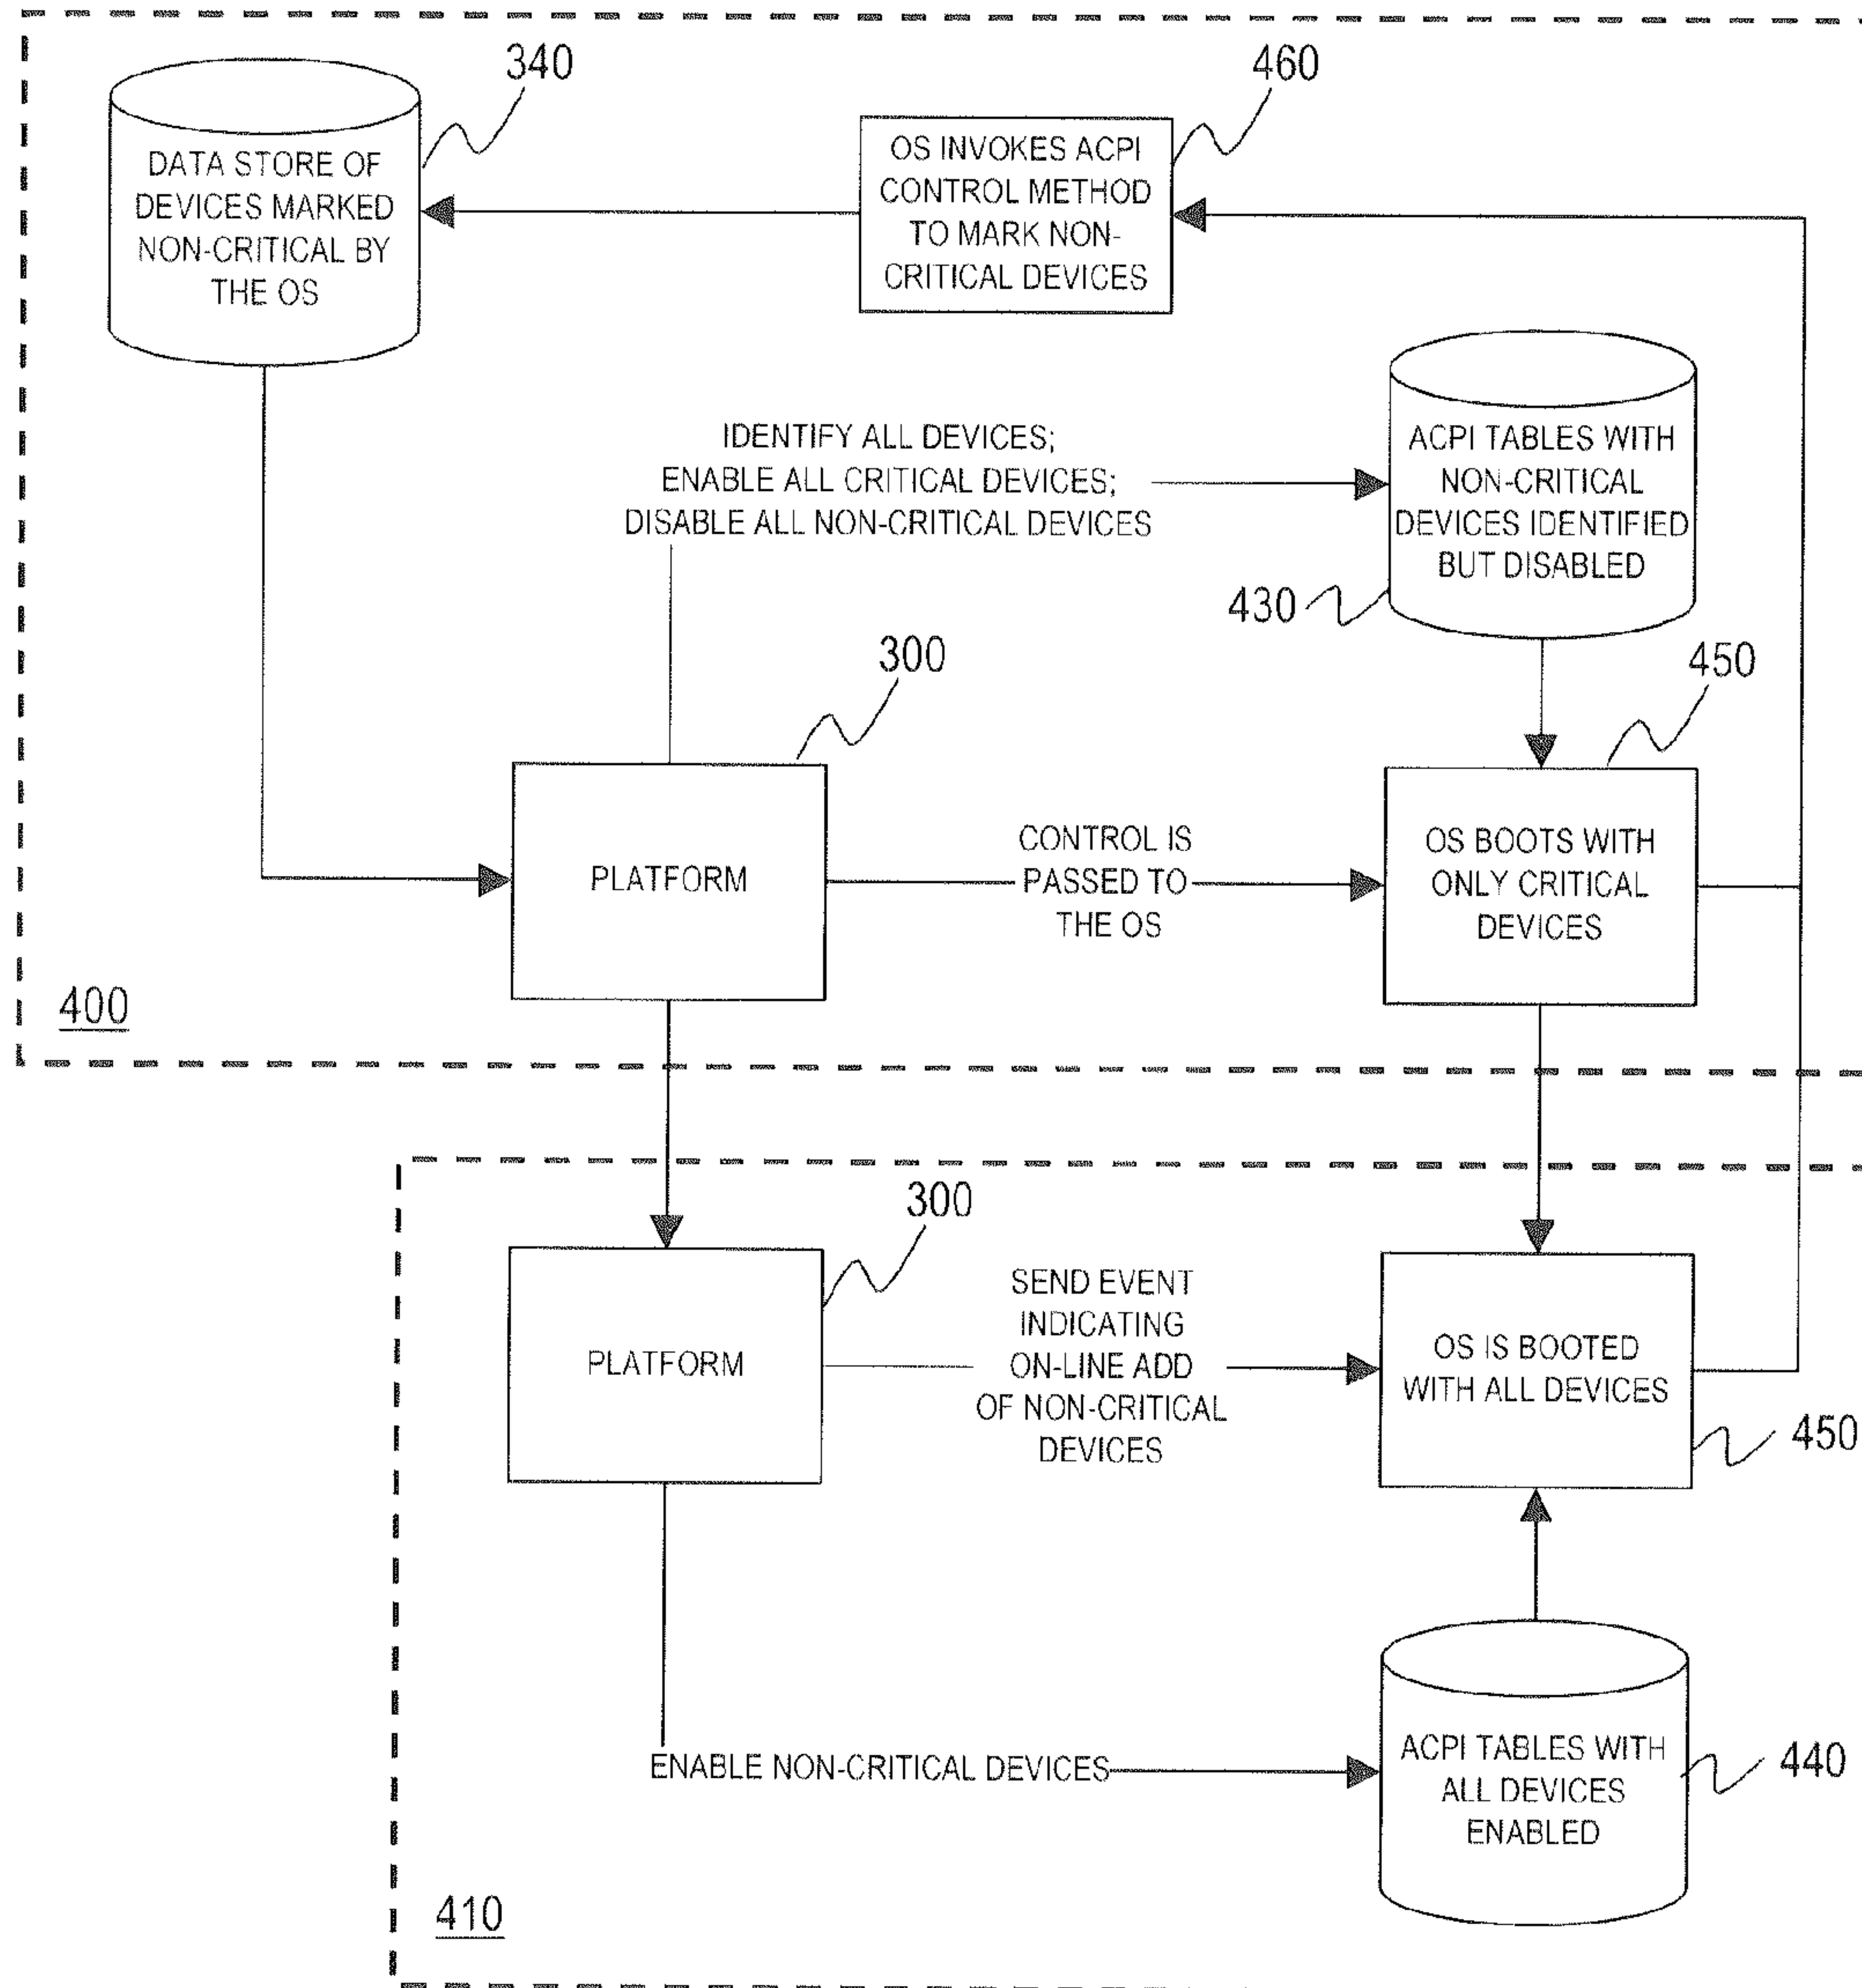 340
460
DATA STORE OF
DEVICES MARKED
NON-CRITICAL BY
THE OS
OS INVOKES ACPI
CONTROL METHOD
TO MARK NON-
CRITICAL DEVICES
IDENTIFY ALL DEVICES;
ENABLE ALL CRITICAL DEVICES;
DISABLE ALL NON-CRITICAL DEVICES
ACPI TABLES WITH
NON-CRITICAL
DEVICES IDENTIFIED
BUT DISABLED
430
300
450
PLATFORM
CONTROL IS
PASSED TO
THE OS
OS BOOTS WITH
ONLY CRITICAL
DEVICES
400
300
PLATFORM
SEND EVENT
INDICATING
ON-LINE ADD
OF NON-CRITICAL
DEVICES
OS IS BOOTED
WITH ALL DEVICES
450
ENABLE NON-CRITICAL DEVICES
ACPI TABLES WITH
ALL DEVICES
ENABLED
440
410